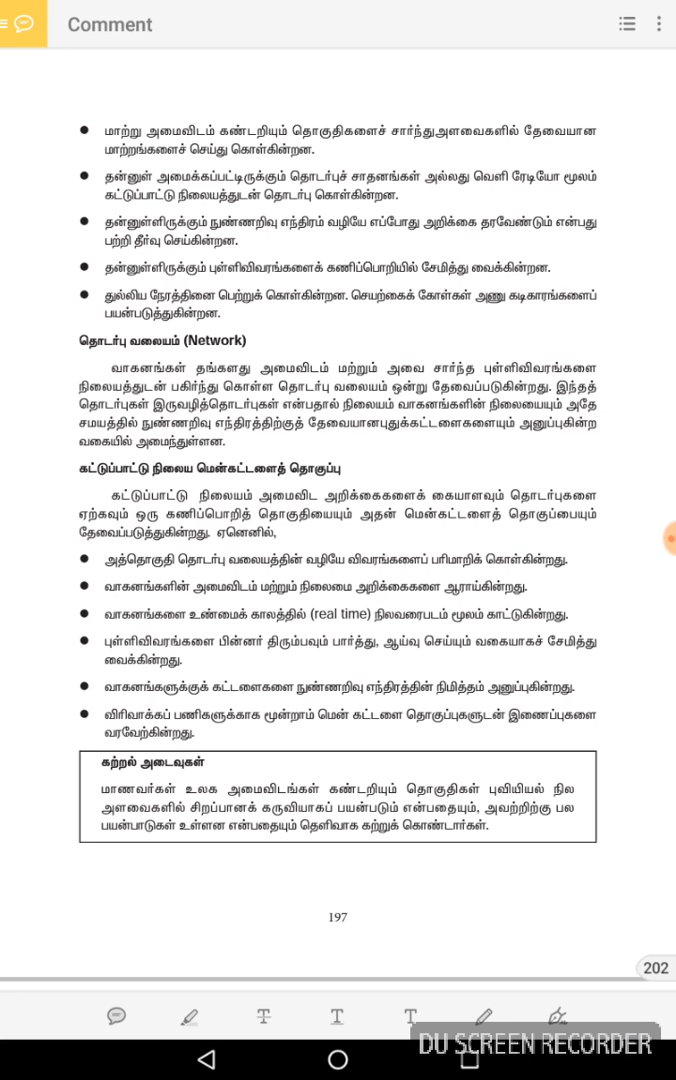 Comment
● மாற்று அமைவிடம் கண்டறியும் தொகுதிகளைச் சார்ந்துஅளவைகளில் தேவையான
மாற்றங்களைச் செய்து கொள்கின்றன.
● தன்னுள் அமைக்கப்பட்டிருக்கும் தொடர்புச் சாதனங்கள் அல்லது வெளி ரேடியோ மூலம்
கட்டுப்பாட்டு நிலையத்துடன் தொடர்பு கொள்கின்றன.
● தன்னுள்ளிருக்கும் நுண்ணறிவு எந்திரம் வழியே எப்போது அறிக்கை தரவேண்டும் என்பது
பற்றி தீர்வு செய்கின்றன.
● தன்னுள்ளிருக்கும் புள்ளிவிவரங்களைக் கணிப்பொறியில் சேமித்து வைக்கின்றன.
● துல்லிய நேரத்தினை பெற்றுக் கொள்கின்றன. செயற்கைக் கோள்கள் அணு கடிகாரங்களைப்
பயன்படுத்துகின்றன.
தொடர்பு வலையம் (Network)
வாகனங்கள் தங்களது அமைவிடம் மற்றும் அவை சார்ந்த புள்ளிவிவரங்களை
நிலையத்துடன் பகிர்ந்து கொள்ள தொடர்பு வலையம் ஒன்று தேவைப்படுகின்றது. இந்தத்
தொடர்புகள் இருவழித்தொடர்புகள் என்பதால் நிலையம் வாகனங்களின் நிலையையும் அதே
சமயத்தில் நுண்ணறிவு எந்திரத்திற்குத் தேவையானபுதுக்கட்டளைகளையும் அனுப்புகின்ற
வகையில் அமைந்துள்ளன.
கட்டுப்பாட்டு நிலைய மென்கட்டளைத் தொகுப்பு
கட்டுப்பாட்டு நிலையம் அமைவிட அறிக்கைகளைக் கையாளவும் தொடர்புகளை
ஏற்கவும் ஒரு கணிப்பொறித் தொகுதியையும் அதன் மென்கட்டளைத் தொகுப்பையும்
தேவைப்படுத்துகின்றது. ஏனெனில்,
● அத்தொகுதி தொடர்பு வலையத்தின் வழியே விவரங்களைப் பரிமாறிக் கொள்கின்றது.
● வாகனங்களின் அமைவிடம் மற்றும் நிலைமை அறிக்கைகளை ஆராய்கின்றது.
● வாகனங்களை உண்மைக் காலத்தில் (real time) நிலவரைபடம் மூலம் காட்டுகின்றது.
● புள்ளிவிவரங்களை பின்னர் திரும்பவும் பார்த்து, ஆய்வு செய்யும் வகையாகச் சேமித்து
வைக்கின்றது.
● வாகனங்களுக்குக் கட்டளைகளை நுண்ணறிவு எந்திரத்தின் நிமித்தம் அனுப்புகின்றது.
● விரிவாக்கப் பணிகளுக்காக மூன்றாம் மென் கட்டளை தொகுப்புகளுடன் இணைப்புகளை
வரவேற்கின்றது.
கற்றல் அடைவுகள்
மாணவர்கள் உலக அமைவிடங்கள் கண்டறியும் தொகுதிகள் புவியியல் நில
அளவைகளில் சிறப்பானக் கருவியாகப் பயன்படும் என்பதையும், அவற்றிற்கு பல
பயன்பாடுகள் உள்ளன என்பதையும் தெளிவாக கற்றுக் கொண்டார்கள்.
197
202
DU SCREEN RECORDER